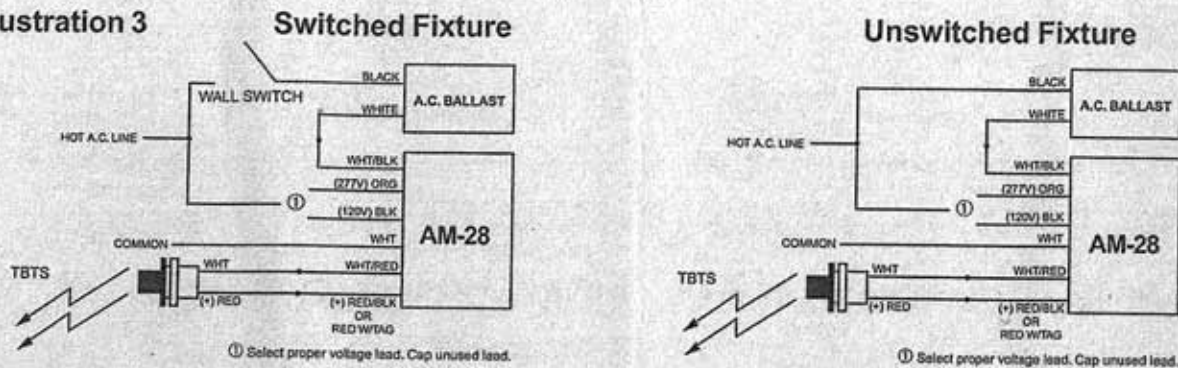 ustration 3
Switched Fixture
BLACK
WALL SWITCH
A.C. BALLAST
WHITE
HOT A.C. LINE
WHT/BLK
(277V) ORG
①
(120V) BLK
AM-28
COMMON
WHT
TBTS
WHT
WHT/RED
(+) RED
(+) RED/BLK
OR
RED W/TAG
① Select proper voltage lead. Cap unused lead.
Unswitched Fixture
BLACK
A.C. BALLAST
WHITE
HOT A.C. LINE
WHT/BLK
(277V) ORG
①
(120V) BLK
WHT
AM-28
COMMON
TBTS
WHT
WHT/RED
(+) RED
(+) RED/BLK
OR
RED W/TAG
① Select proper voltage lead. Cap unused lead.